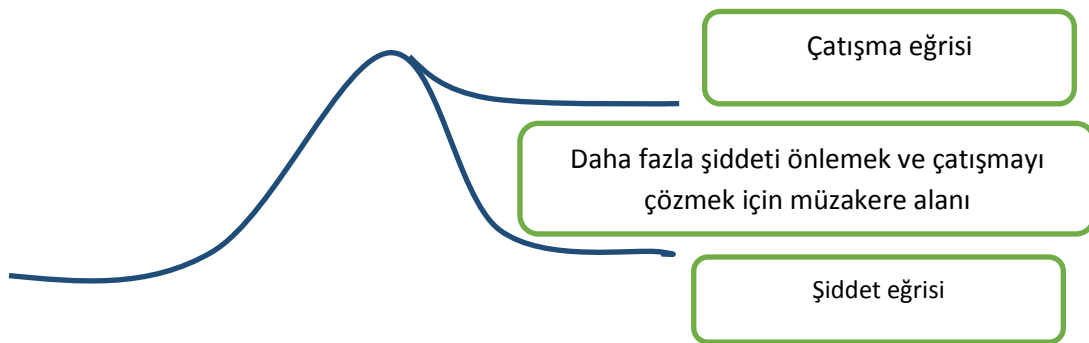 Çatışma eğrisi
Daha fazla şiddeti önlemek ve çatışmayı
çözmek için müzakere alanı
Şiddet eğrisi